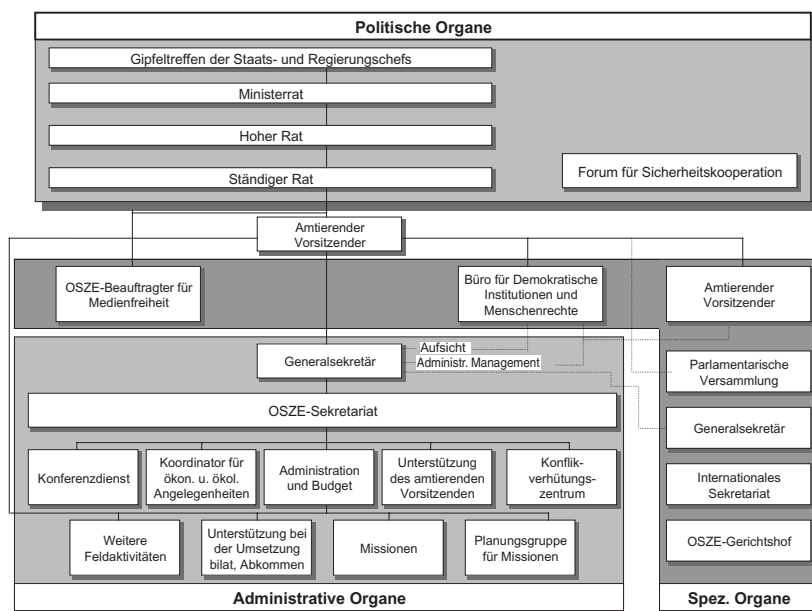 Politische Organe
Gipfeltreffen der Staats- und Regierungschefs
Ministerrat
Hoher Rat
Ständiger Rat
Forum für Sicherheitskooperation
Amtierender
Vorsitzender
OSZE-Beauftragter für
Medienfreiheit
Büro für Demokratische
Institutionen und
Menschenrechte
Amtierender
Vorsitzender
Aufsicht
Administr. Management
Generalsekretär
OSZE-Sekretariat
Konferenzdienst
Koordinator für
ökon. u. ökol.
Angelegenheiten
Administration
und Budget
Unterstützung
des amtierenden
Vorsitzenden
Konflik-
verhütungs-
zentrum
Weitere
Feldaktivitäten
Unterstützung bei
der Umsetzung
bilat, Abkommen
Missionen
Planungsgruppe
für Missionen
Administrative Organe
Parlamentarische
Versammlung
Generalsekretär
Internationales
Sekretariat
OSZE-Gerichtshof
Spez. Organe